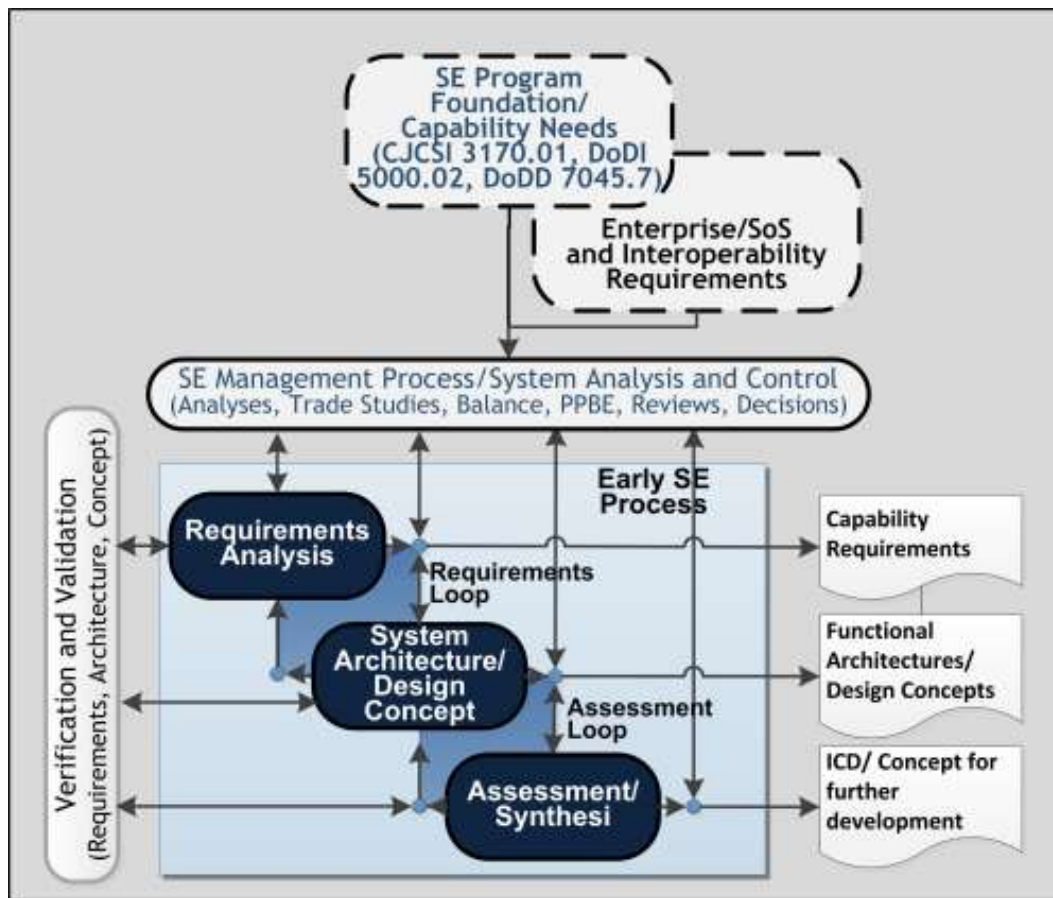 SE Program
Foundation/
Capability Needs
(CJCSI 3170.01, DoDI
5000.02, DoDD 7045.7)
Enterprise/SoS
and Interoperability
Requirements
SE Management Process/System Analysis and Control
(Analyses, Trade Studies, Balance, PPBE, Reviews, Decisions)
Verification and Validation
(Requirements, Architecture, Concept)
Early SE
Process
Requirements
Analysis
Requirements
Loop
System
Architecture/
Design
Concept
Assessment
Loop
Assessment/
Synthesi
Capability
Requirements
Functional
Architectures/
Design Concepts
ICD/ Concept for
further
development